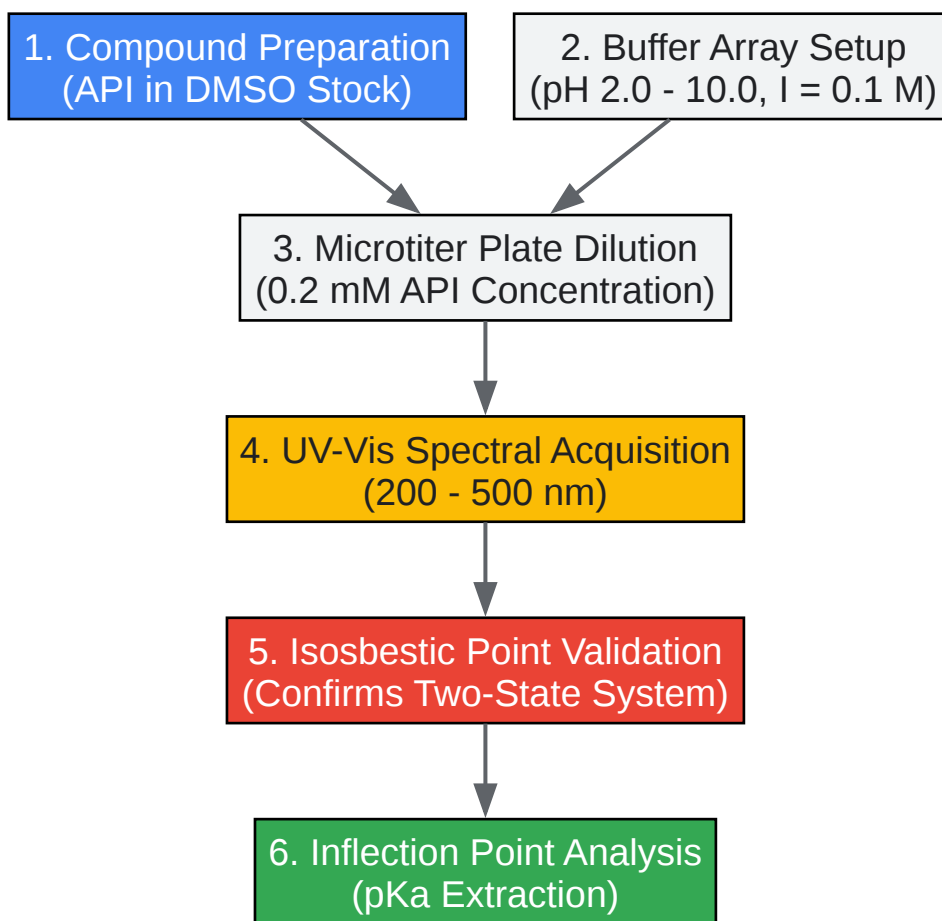 1. Compound Preparation
(API in DMSO Stock)
2. Buffer Array Setup
(pH 2.0 - 10.0, I = 0.1 M)
3. Microtiter Plate Dilution
(0.2 mM API Concentration)
4. UV-Vis Spectral Acquisition
(200 - 500 nm)
5. Isosbestic Point Validation
(Confirms Two-State System)
6. Inflection Point Analysis
(pKa Extraction)